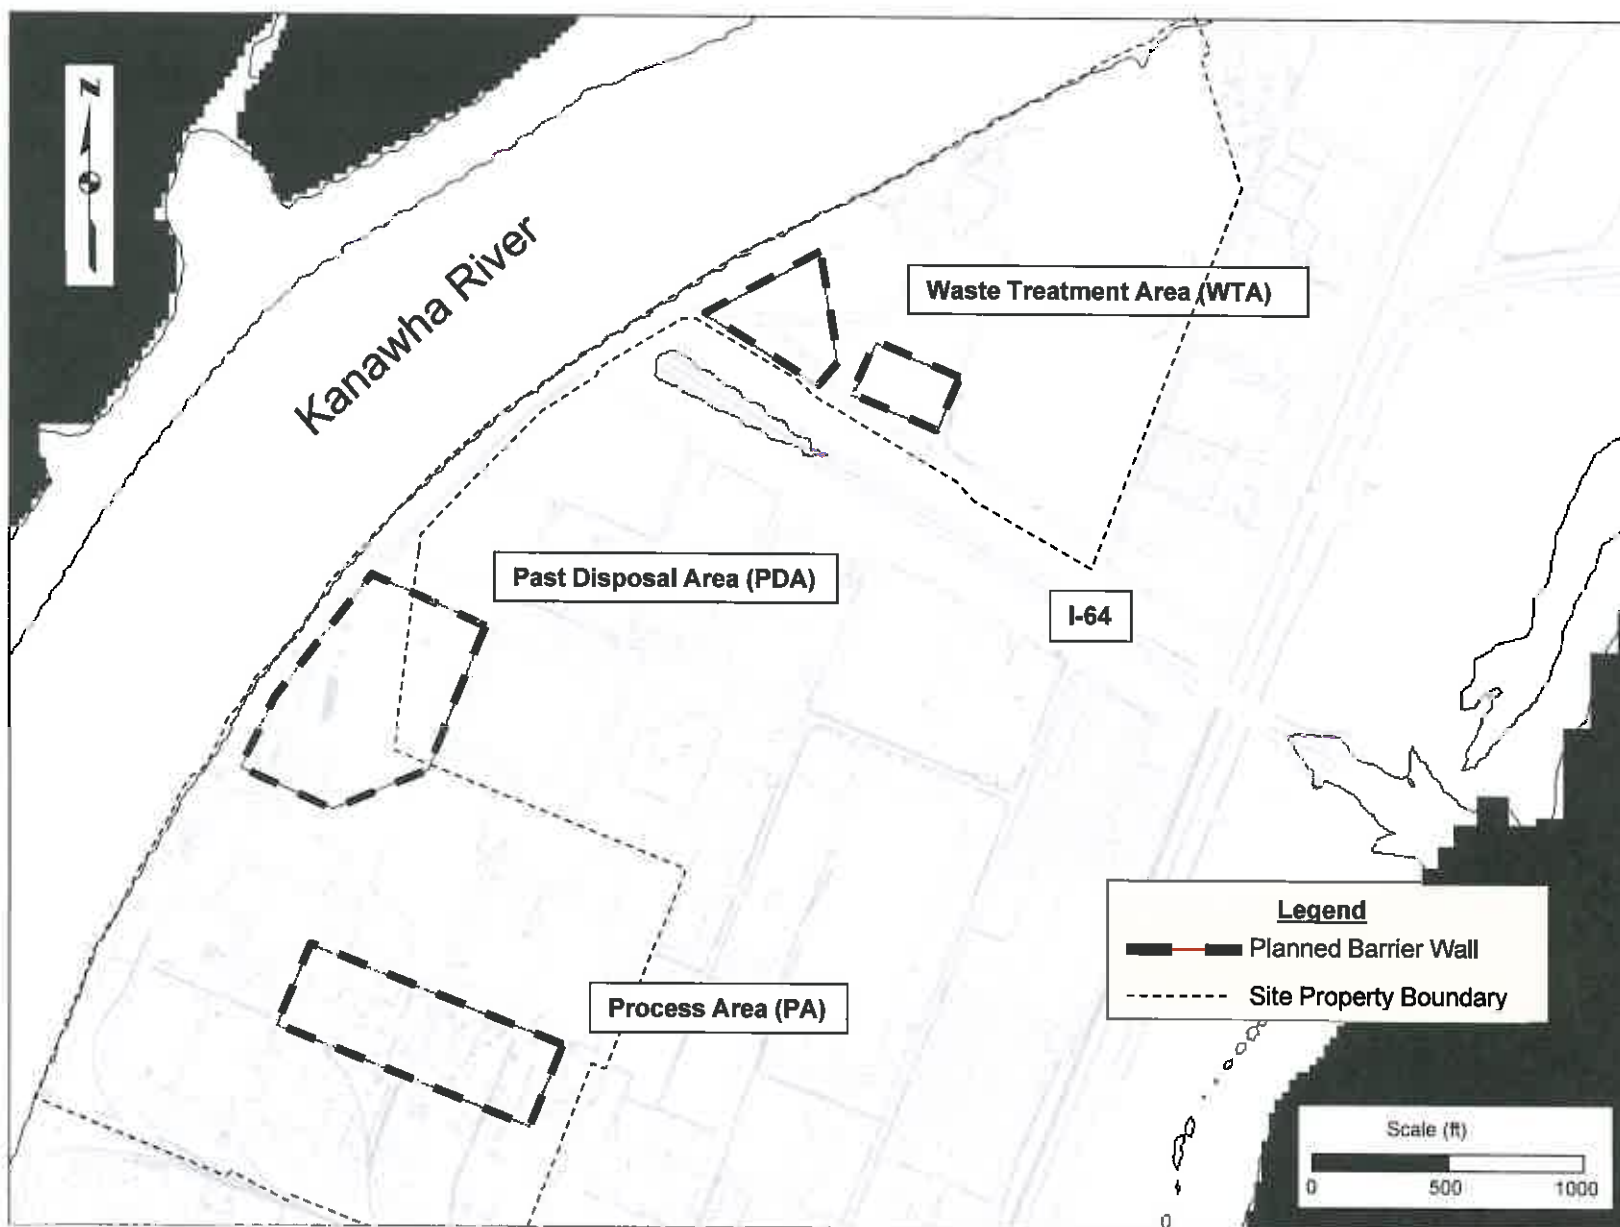 N
Kanawha River
Waste Treatment Area (WTA)
Past Disposal Area (PDA)
I-64
Process Area (PA)
Legend
Planned Barrier Wall
Site Property Boundary
Scale (ft)
0 500 1000